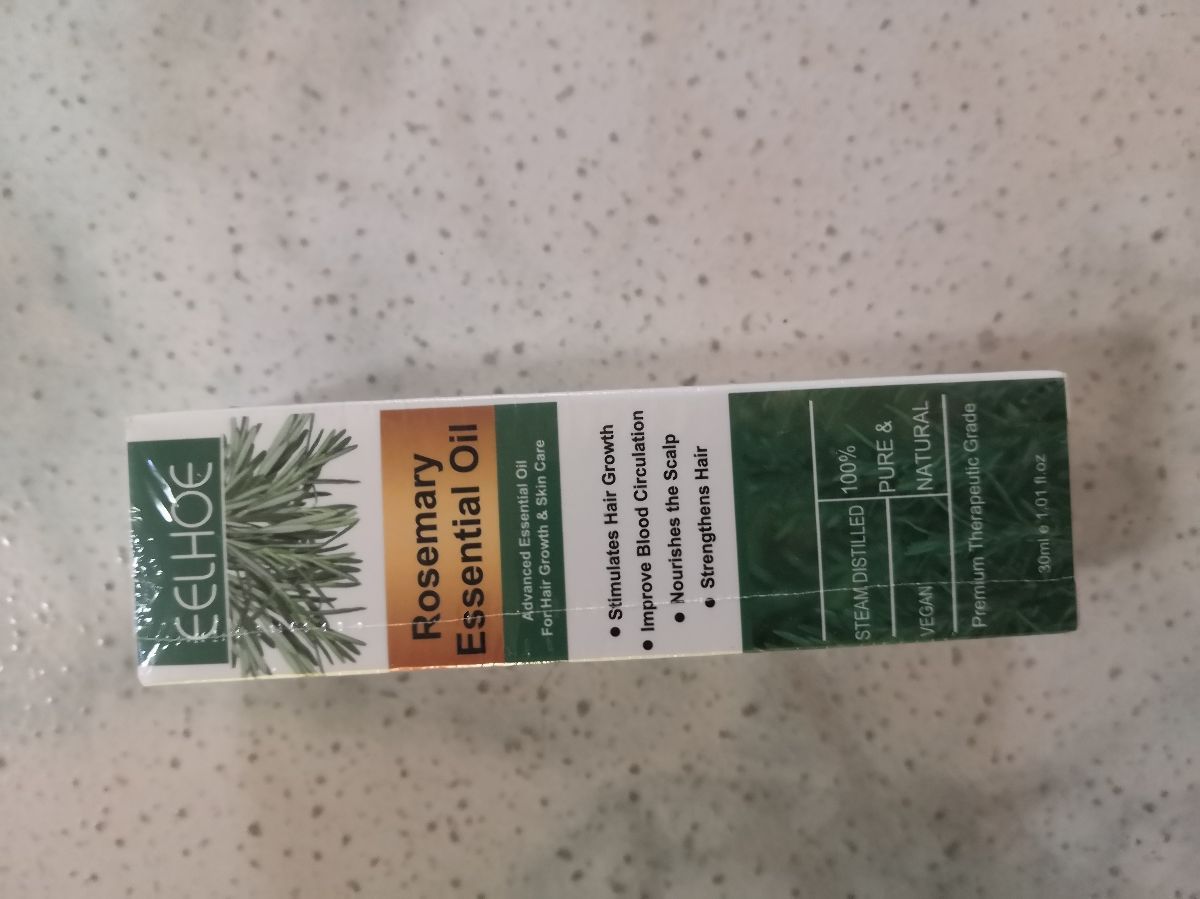 EELHOE
Rosemary
Essential Oil
Advanced Essential Oil
For Hair Growth & Skin Care
● Stimulates Hair Growth
● Improve Blood Circulation
● Nourishes the Scalp
● Strengthens Hair
STEAM DISTILLED
VEGAN
100%
PURE &
NATURAL
Premium Therapeutic Grade
30ml e 1,01 fl.oz